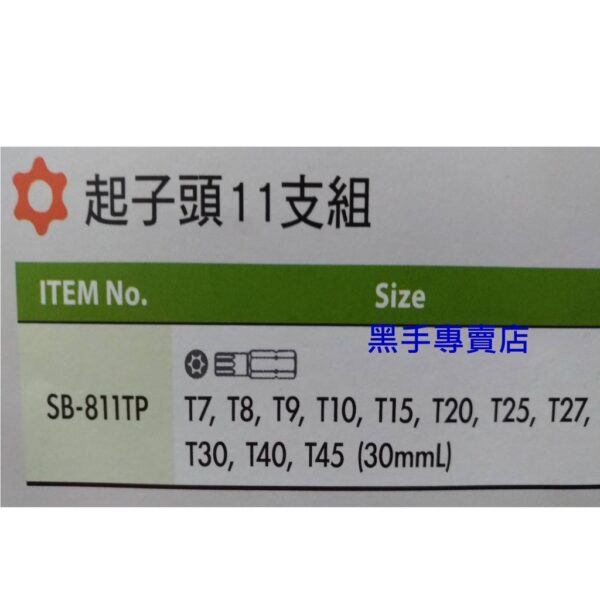 起子頭11支組
ITEM No. Size
黑手專賣店
SB-811TP T7, T8, T9, T10, T15, T20, T25, T27,
T30, T40, T45 (30mmL)